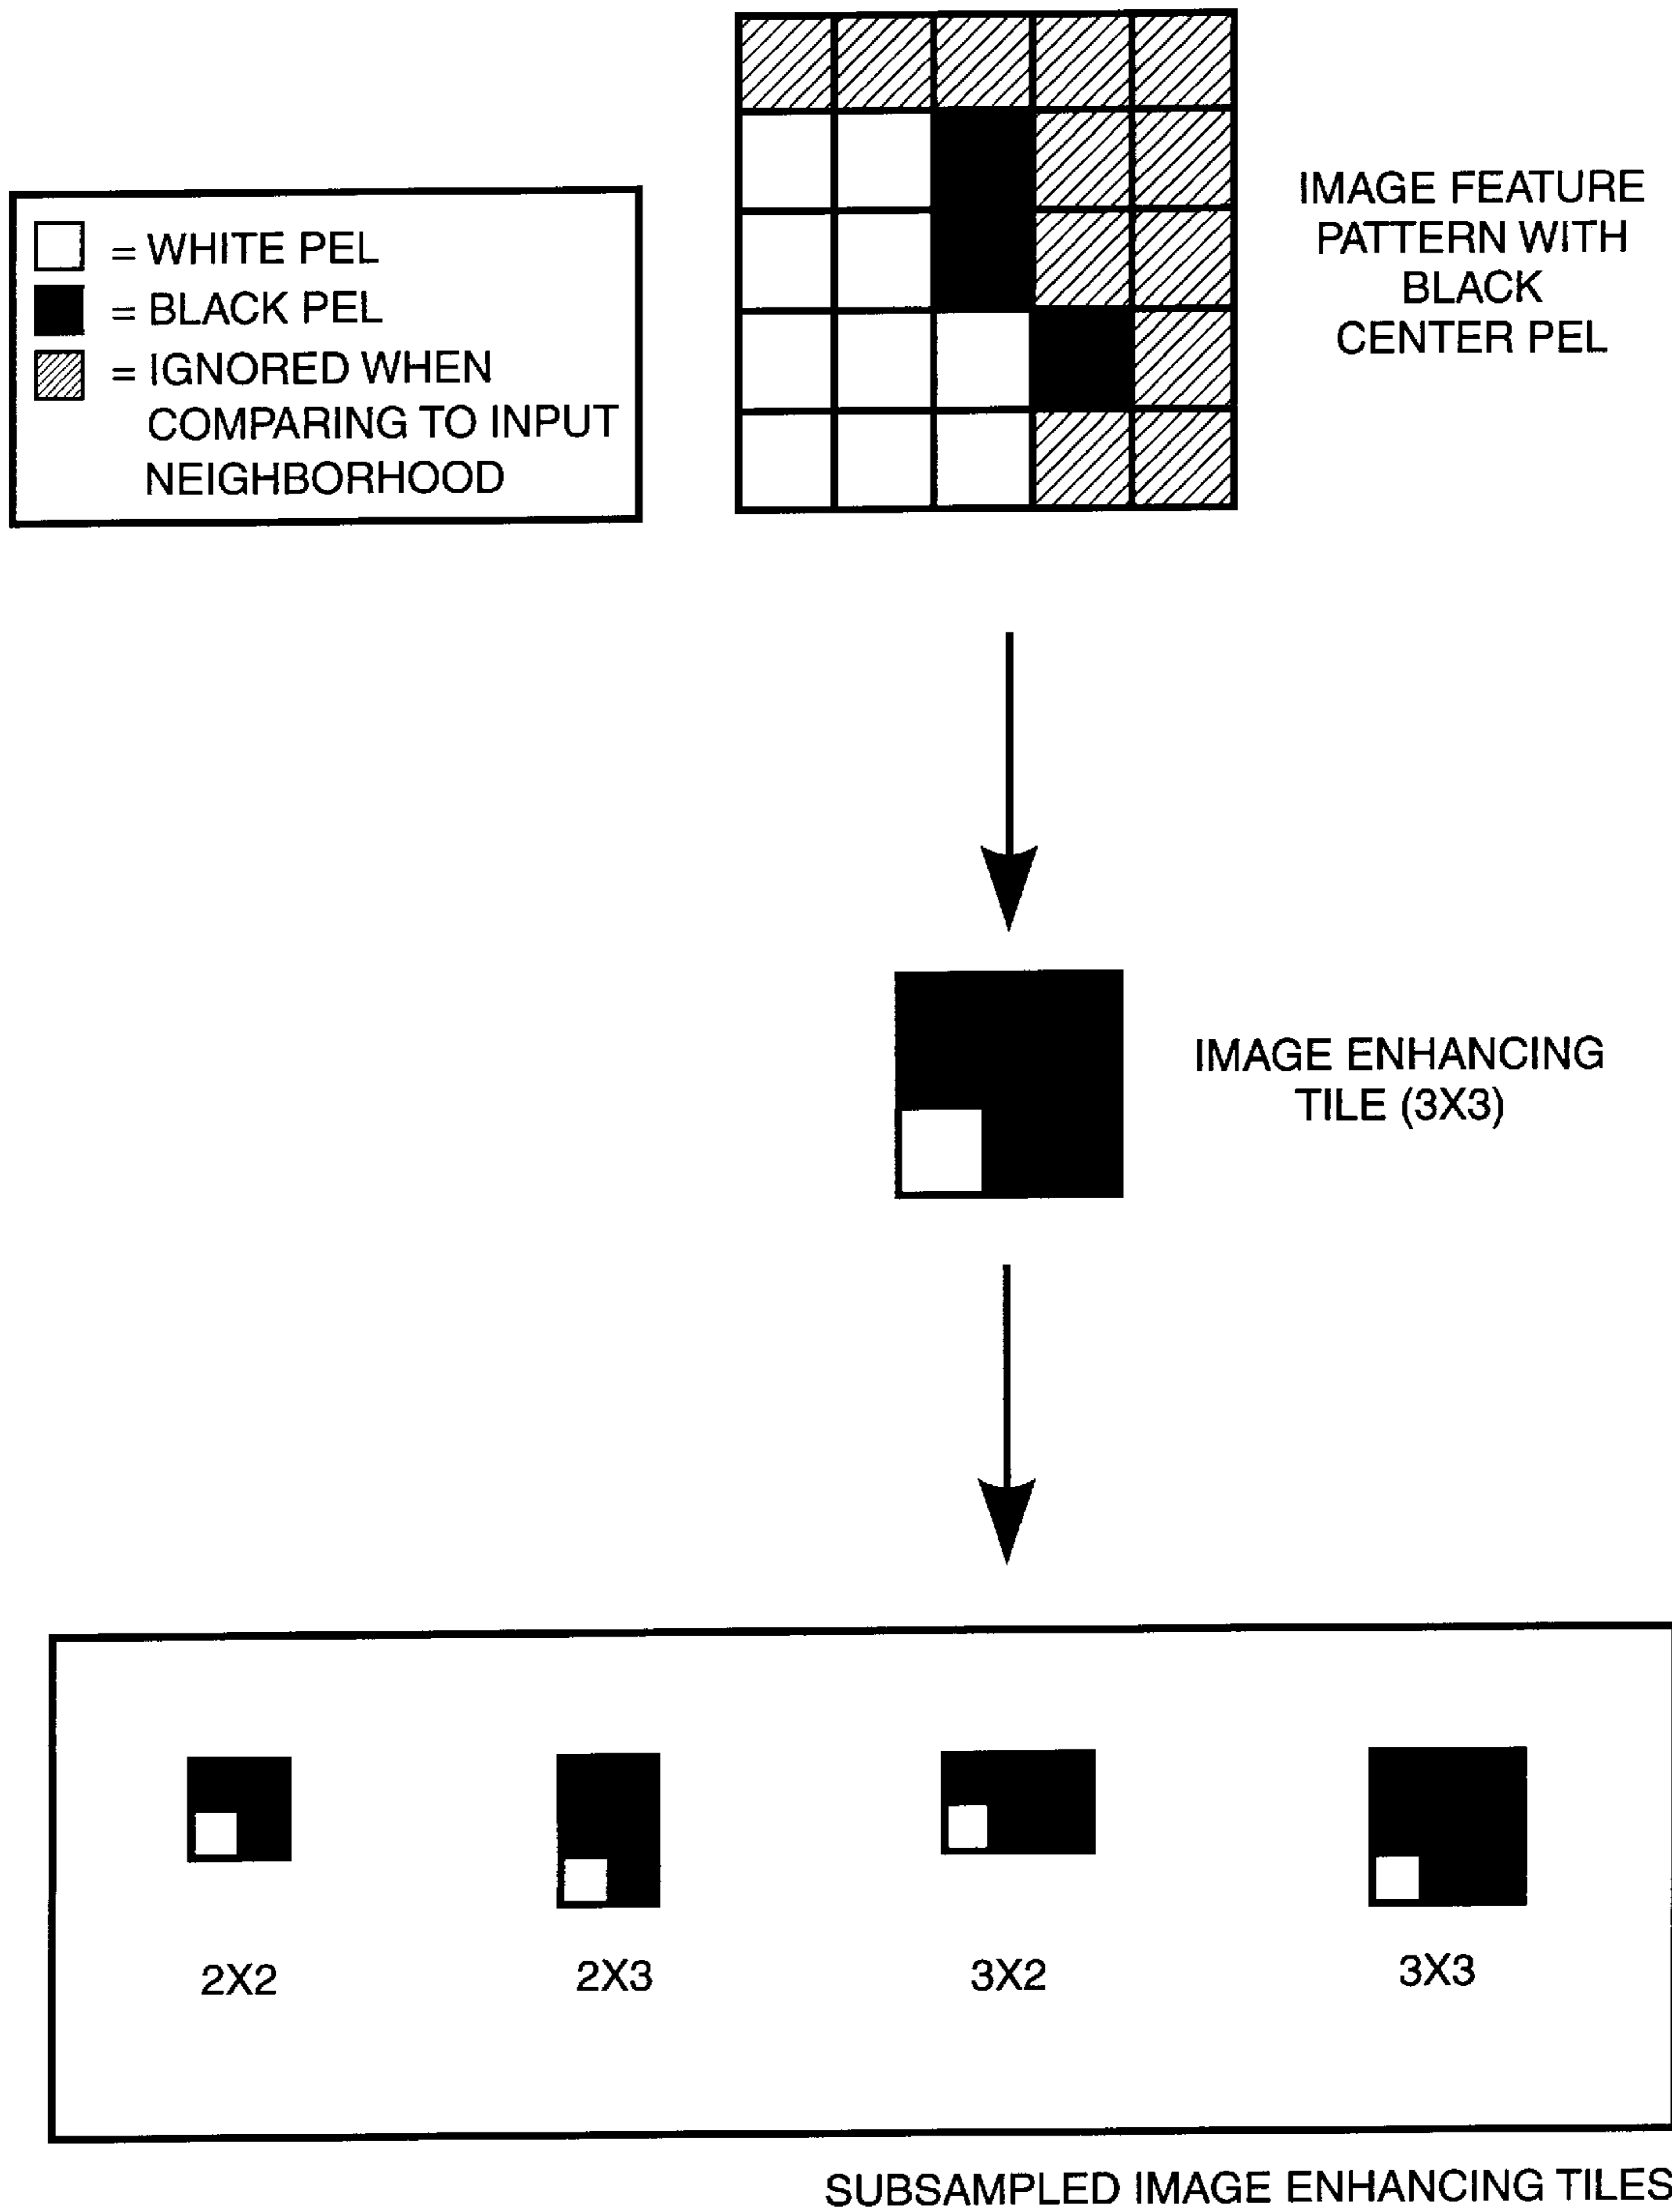 = WHITE PEL
= BLACK PEL
= IGNORED WHEN
COMPARING TO INPUT
NEIGHBORHOOD
IMAGE FEATURE
PATTERN WITH
BLACK
CENTER PEL
IMAGE ENHANCING
TILE (3X3)
2X2
2X3
3X2
3X3
SUBSAMPLED IMAGE ENHANCING TILES